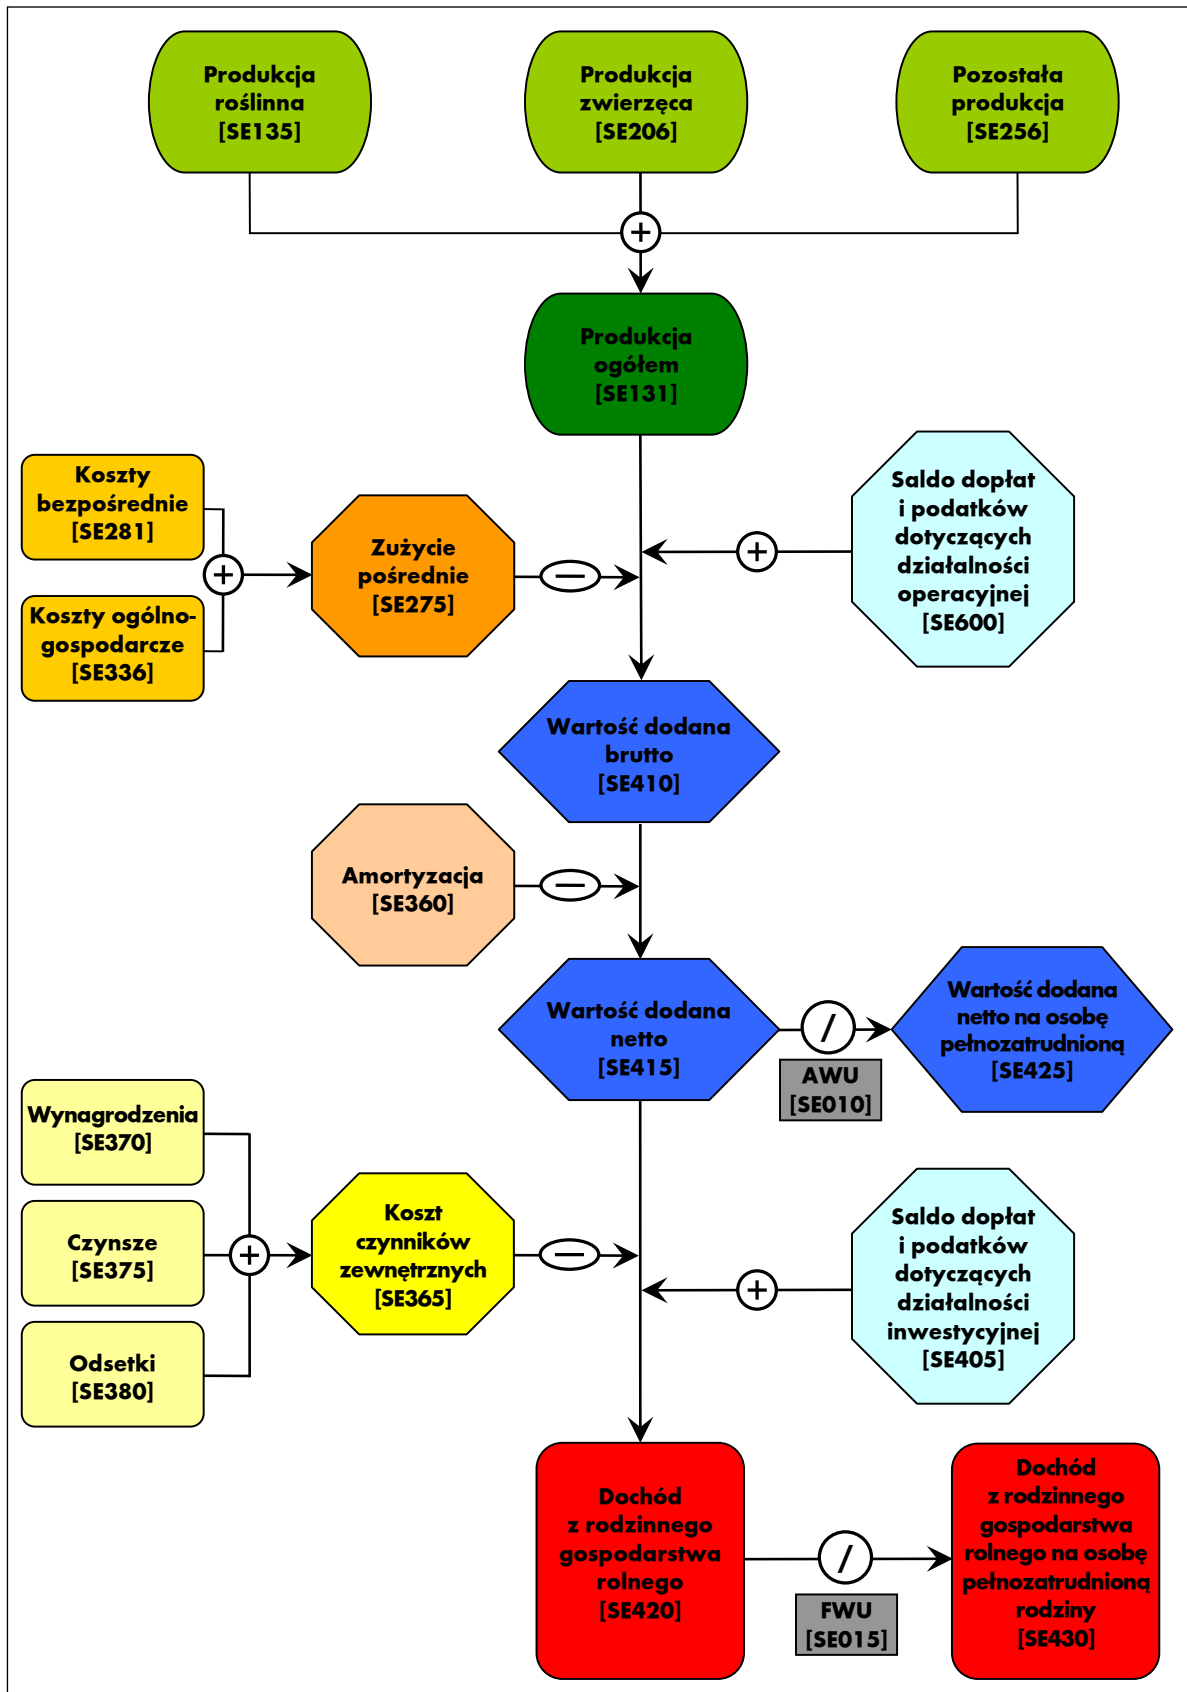 Produkcja
roślinna
[SE135]
Produkcja
zwierzęca
[SE206]
Pozostała
produkcja
[SE256]
+
Produkcja
ogółem
[SE131]
Koszty
bezpośrednie
[SE281]
+
Koszty ogólno-
gospodarcze
[SE336]
Zużycie
pośrednie
[SE275]
—
+
Saldo dopłat
i podatków
dotyczących
działalności
operacyjnej
[SE600]
Wartość dodana
brutto
[SE410]
Amortyzacja
[SE360]
—
Wartość dodana
netto
[SE415]
/
AWU
[SE010]
Wartość dodana
netto na osobę
pełnozatrudnioną
[SE425]
Wynagrodzenia
[SE370]
Czynsze
[SE375]
+
Odsetki
[SE380]
Koszt
czynników
zewnętrznych
[SE365]
—
+
Saldo dopłat
i podatków
dotyczących
działalności
inwestycyjnej
[SE405]
Dochód
z rodzinnego
gospodarstwa
rolnego
[SE420]
/
FWU
[SE015]
Dochód
z rodzinnego
gospodarstwa
rolnego na osobę
pełnozatrudnioną
rodziny
[SE430]